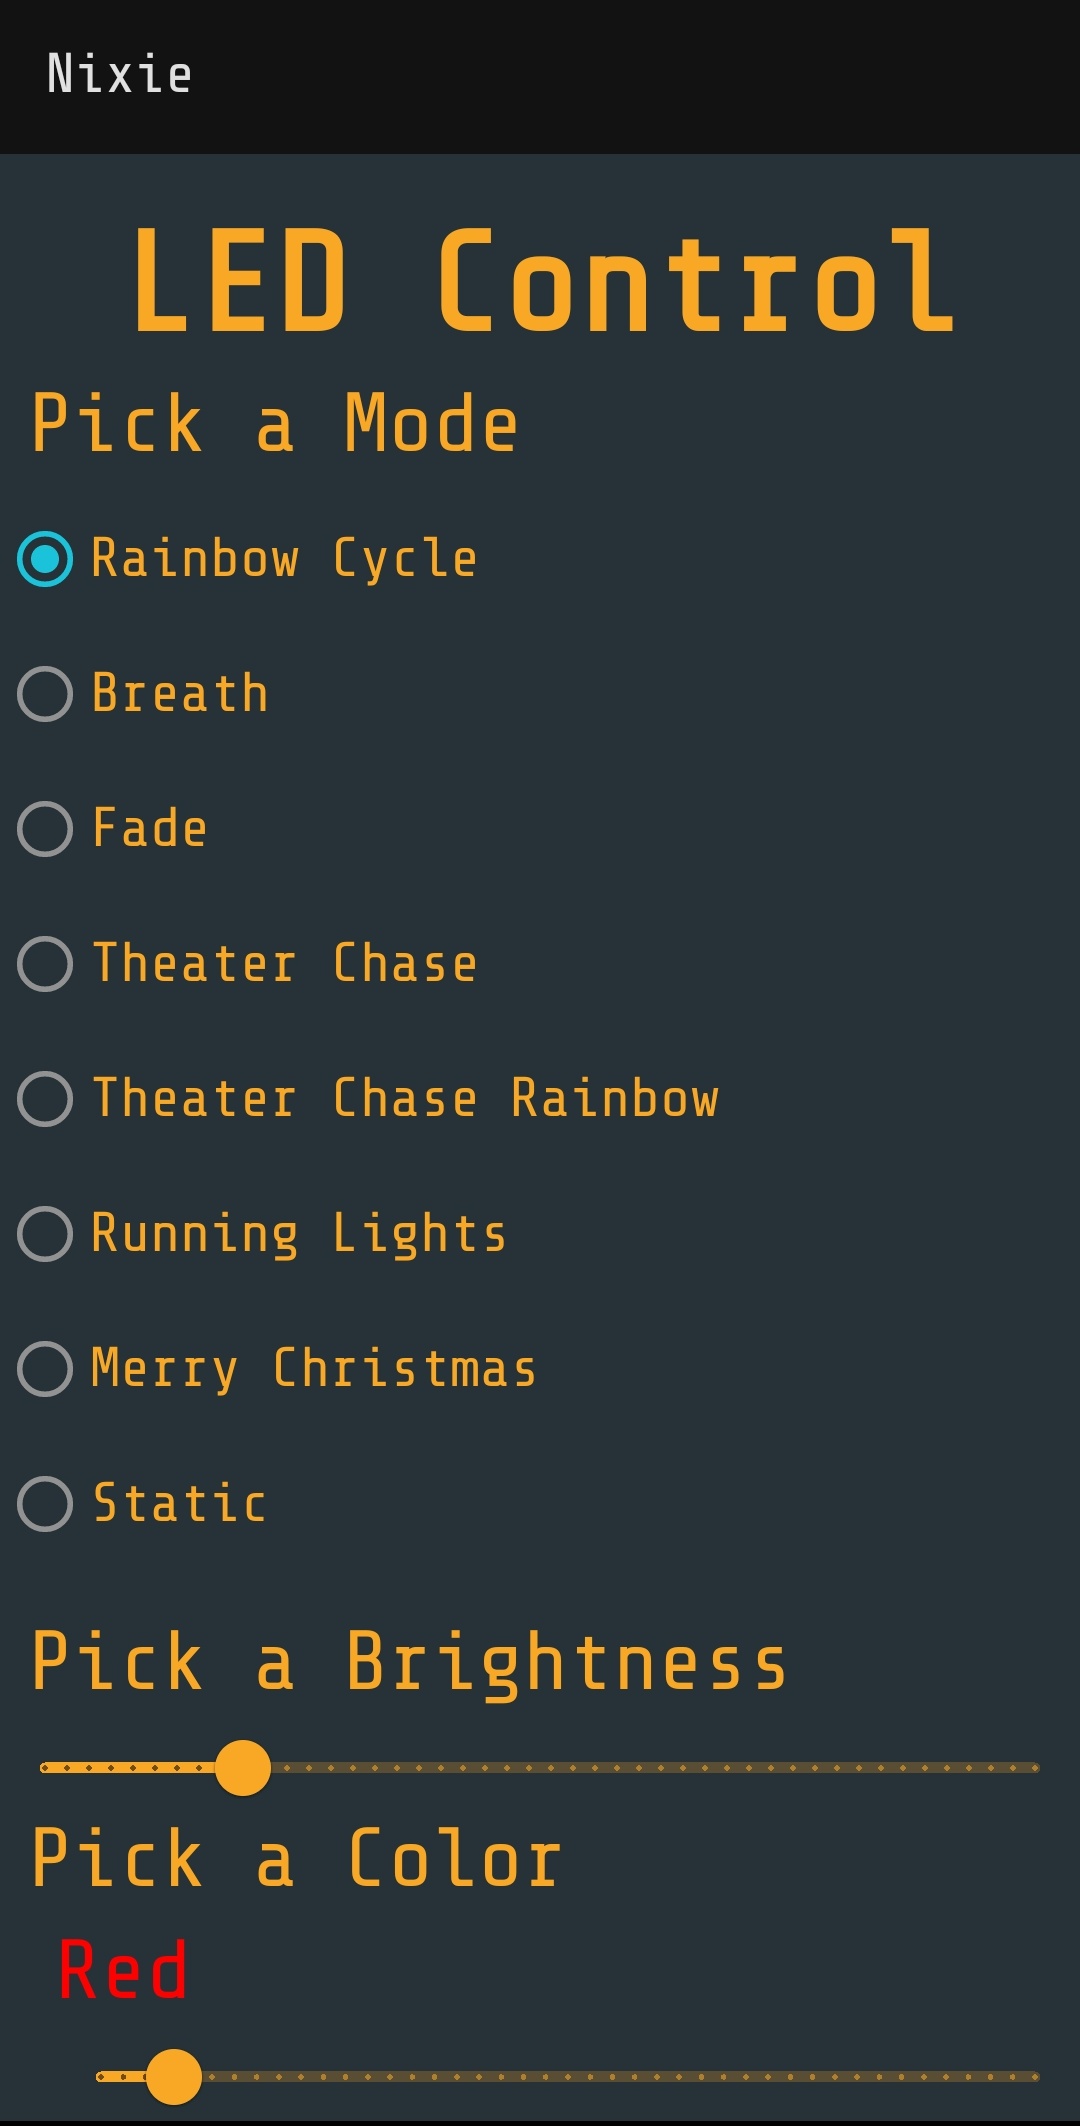 Nixie
LED Control
Pick a Mode
Rainbow Cycle
Breath
Fade
Theater Chase
Theater Chase Rainbow
Running Lights
Merry Christmas
Static
Pick a Brightness
Pick a Color
Red